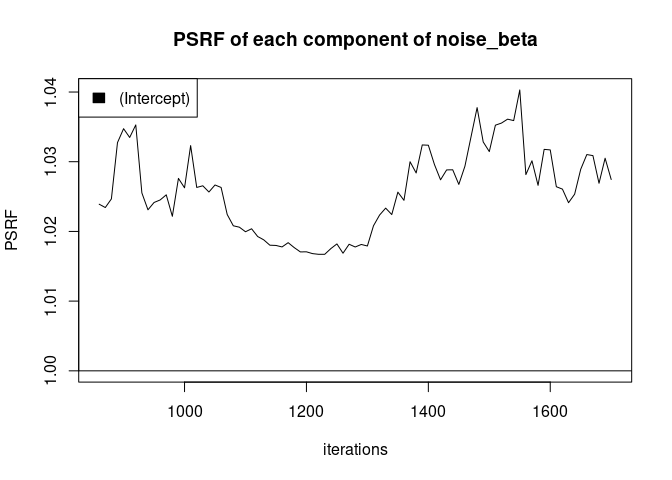 PSRF of each component of noise_beta
(Intercept)
PSRF
1.04
1.03
1.02
1.01
1.00
1000 1200 1400 1600
iterations